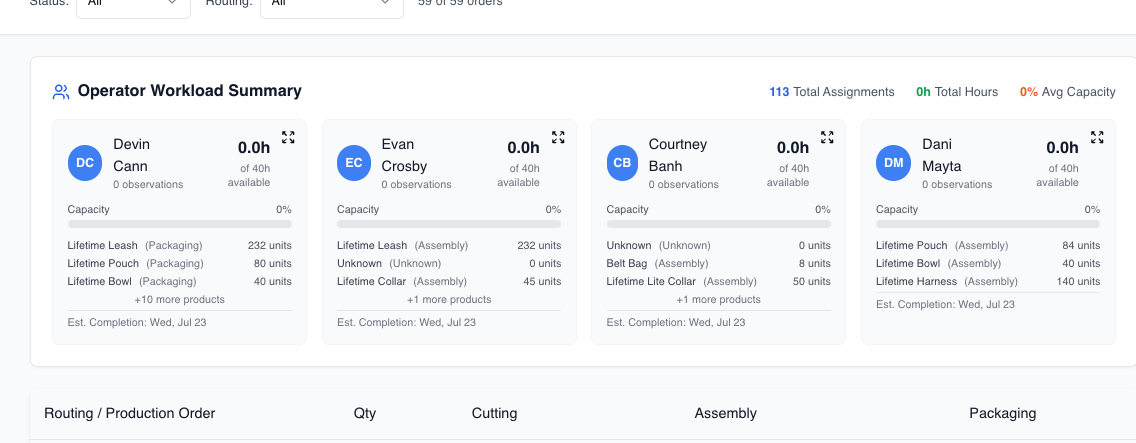 Status: All Routing: All 59 of 59 orders
Operator Workload Summary
113 Total Assignments 0h Total Hours 0% Avg Capacity
DC
Devin
Cann
0 observations
0.0h
of 40h
available
Capacity 0%
Lifetime Leash (Packaging) 232 units
Lifetime Pouch (Packaging) 80 units
Lifetime Bowl (Packaging) 40 units
+10 more products
Est. Completion: Wed, Jul 23
EC
Evan
Crosby
0 observations
0.0h
of 40h
available
Capacity 0%
Lifetime Leash (Assembly) 232 units
Unknown (Unknown) 0 units
Lifetime Collar (Assembly) 45 units
+1 more products
Est. Completion: Wed, Jul 23
CB
Courtney
Banh
0 observations
0.0h
of 40h
available
Capacity 0%
Unknown (Unknown) 0 units
Belt Bag (Assembly) 8 units
Lifetime Lite Collar (Assembly) 50 units
+1 more products
Est. Completion: Wed, Jul 23
DM
Dani
Mayta
0 observations
0.0h
of 40h
available
Capacity 0%
Lifetime Pouch (Assembly) 84 units
Lifetime Bowl (Assembly) 40 units
Lifetime Harness (Assembly) 140 units
Est. Completion: Wed, Jul 23
Routing / Production Order Qty Cutting Assembly Packaging